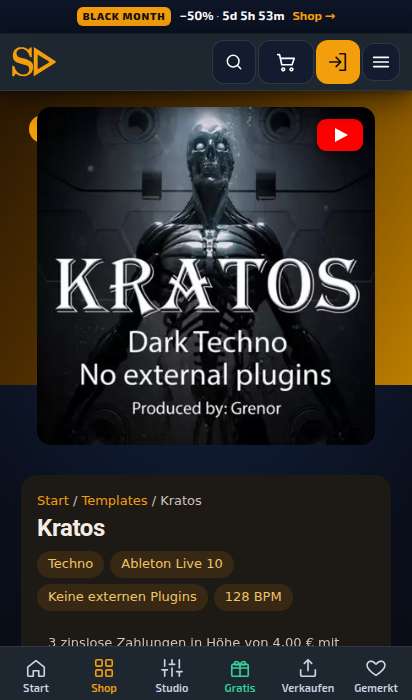 BLACK MONTH −50% · 5d 5h 53m Shop →
S
KRATOS
Dark Techno
No external plugins
Produced by: Grenor
Start / Templates / Kratos
Kratos
Techno Ableton Live 10
Keine externen Plugins 128 BPM
3 zinslose Zahlungen in Höhe von 4,00 € mit
Start Shop Studio Gratis Verkaufen Gemerkt